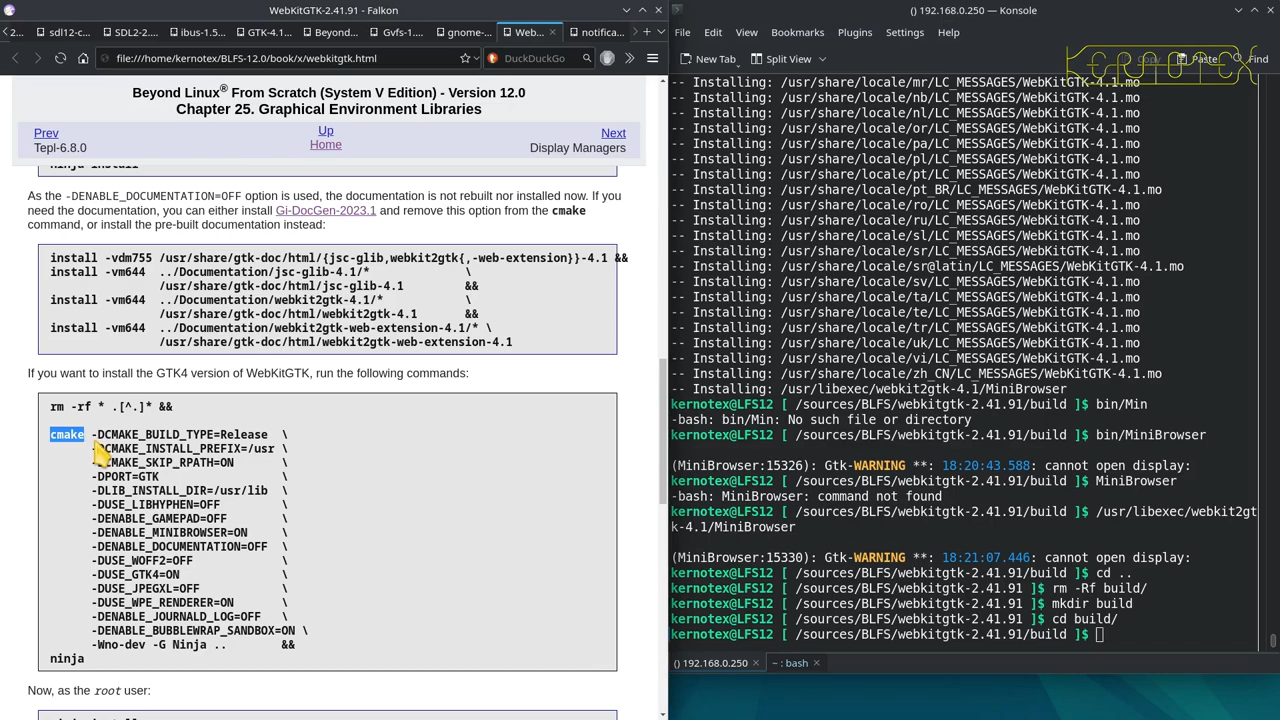 WebKitGTK-2.41.91 - Falkon
2...
sdl12-c...
SDL2-2....
ibus-1.5...
GTK-4.1...
Beyond...
Gvfs-1....
gnome-...
Web...
notifica...
file:///home/kernotex/BLFS-12.0/book/x/webkitgtk.html
DuckDuckGo
Beyond Linux® From Scratch (System V Edition) - Version 12.0
Chapter 25. Graphical Environment Libraries
Prev
Up
Next
Tepl-6.8.0
Home
Display Managers
ninja install
As the -DENABLE_DOCUMENTATION=OFF option is used, the documentation is not rebuilt nor installed now. If you
need the documentation, you can either install Gi-DocGen-2023.1 and remove this option from the cmake
command, or install the pre-built documentation instead:
install -vdm755 /usr/share/gtk-doc/html/{jsc-glib,webkit2gtk{,-web-extension}}-4.1 &&
install -vm644 ../Documentation/jsc-glib-4.1/* \
/usr/share/gtk-doc/html/jsc-glib-4.1 &&
install -vm644 ../Documentation/webkit2gtk-4.1/* \
/usr/share/gtk-doc/html/webkit2gtk-4.1 &&
install -vm644 ../Documentation/webkit2gtk-web-extension-4.1/* \
/usr/share/gtk-doc/html/webkit2gtk-web-extension-4.1
If you want to install the GTK4 version of WebKitGTK, run the following commands:
rm -rf * .[^.]* &&
cmake -DCMAKE_BUILD_TYPE=Release \
-DCMAKE_INSTALL_PREFIX=/usr \
-DCMAKE_SKIP_RPATH=ON \
-DPORT=GTK \
-DLIB_INSTALL_DIR=/usr/lib \
-DUSE_LIBHYPHEN=OFF \
-DENABLE_GAMEPAD=OFF \
-DENABLE_MINIBROWSER=ON \
-DENABLE_DOCUMENTATION=OFF \
-DUSE_WOFF2=OFF \
-DUSE_GTK4=ON \
-DUSE_JPEGXL=OFF \
-DUSE_WPE_RENDERER=ON \
-DENABLE_JOURNALD_LOG=OFF \
-DENABLE_BUBBLEWRAP_SANDBOX=ON \
-Wno-dev -G Ninja .. &&
ninja
Now, as the root user:
() 192.168.0.250 — Konsole
File Edit View Bookmarks Plugins Settings Help
New Tab
Split View
Copy
Paste
Find
KERNOTEX
-- Installing: /usr/share/locale/mr/LC_MESSAGES/WebKitGTK-4.1.mo
-- Installing: /usr/share/locale/nb/LC_MESSAGES/WebKitGTK-4.1.mo
-- Installing: /usr/share/locale/nl/LC_MESSAGES/WebKitGTK-4.1.mo
-- Installing: /usr/share/locale/or/LC_MESSAGES/WebKitGTK-4.1.mo
-- Installing: /usr/share/locale/pa/LC_MESSAGES/WebKitGTK-4.1.mo
-- Installing: /usr/share/locale/pl/LC_MESSAGES/WebKitGTK-4.1.mo
-- Installing: /usr/share/locale/pt/LC_MESSAGES/WebKitGTK-4.1.mo
-- Installing: /usr/share/locale/pt_BR/LC_MESSAGES/WebKitGTK-4.1.mo
-- Installing: /usr/share/locale/ro/LC_MESSAGES/WebKitGTK-4.1.mo
-- Installing: /usr/share/locale/ru/LC_MESSAGES/WebKitGTK-4.1.mo
-- Installing: /usr/share/locale/sl/LC_MESSAGES/WebKitGTK-4.1.mo
-- Installing: /usr/share/locale/sr/LC_MESSAGES/WebKitGTK-4.1.mo
-- Installing: /usr/share/locale/sr@latin/LC_MESSAGES/WebKitGTK-4.1.mo
-- Installing: /usr/share/locale/sv/LC_MESSAGES/WebKitGTK-4.1.mo
-- Installing: /usr/share/locale/ta/LC_MESSAGES/WebKitGTK-4.1.mo
-- Installing: /usr/share/locale/te/LC_MESSAGES/WebKitGTK-4.1.mo
-- Installing: /usr/share/locale/tr/LC_MESSAGES/WebKitGTK-4.1.mo
-- Installing: /usr/share/locale/uk/LC_MESSAGES/WebKitGTK-4.1.mo
-- Installing: /usr/share/locale/vi/LC_MESSAGES/WebKitGTK-4.1.mo
-- Installing: /usr/share/locale/zh_CN/LC_MESSAGES/WebKitGTK-4.1.mo
-- Installing: /usr/libexec/webkit2gtk-4.1/MiniBrowser
kernotex@LFS12 [ /sources/BLFS/webkitgtk-2.41.91/build ]$ bin/Min
-bash: bin/Min: No such file or directory
kernotex@LFS12 [ /sources/BLFS/webkitgtk-2.41.91/build ]$ bin/MiniBrowser
(MiniBrowser:15326): Gtk-WARNING **: 18:20:43.588: cannot open display:
kernotex@LFS12 [ /sources/BLFS/webkitgtk-2.41.91/build ]$ MiniBrowser
-bash: MiniBrowser: command not found
kernotex@LFS12 [ /sources/BLFS/webkitgtk-2.41.91/build ]$ /usr/libexec/webkit2gt
k-4.1/MiniBrowser
(MiniBrowser:15330): Gtk-WARNING **: 18:21:07.446: cannot open display:
kernotex@LFS12 [ /sources/BLFS/webkitgtk-2.41.91/build ]$ cd ..
kernotex@LFS12 [ /sources/BLFS/webkitgtk-2.41.91 ]$ rm -Rf build/
kernotex@LFS12 [ /sources/BLFS/webkitgtk-2.41.91 ]$ mkdir build
kernotex@LFS12 [ /sources/BLFS/webkitgtk-2.41.91 ]$ cd build/
kernotex@LFS12 [ /sources/BLFS/webkitgtk-2.41.91/build ]$
() 192.168.0.250
~ : bash